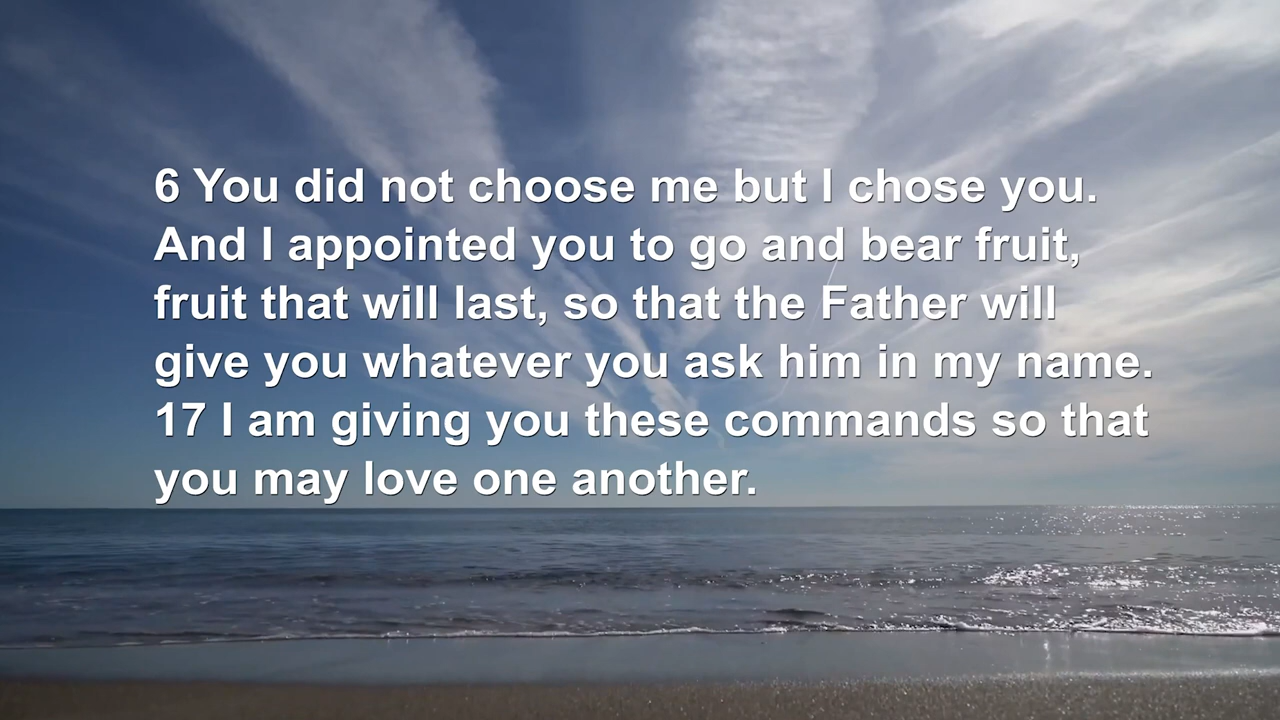 6 You did not choose me but I chose you.
And I appointed you to go and bear fruit,
fruit that will last, so that the Father will
give you whatever you ask him in my name.
17 I am giving you these commands so that
you may love one another.